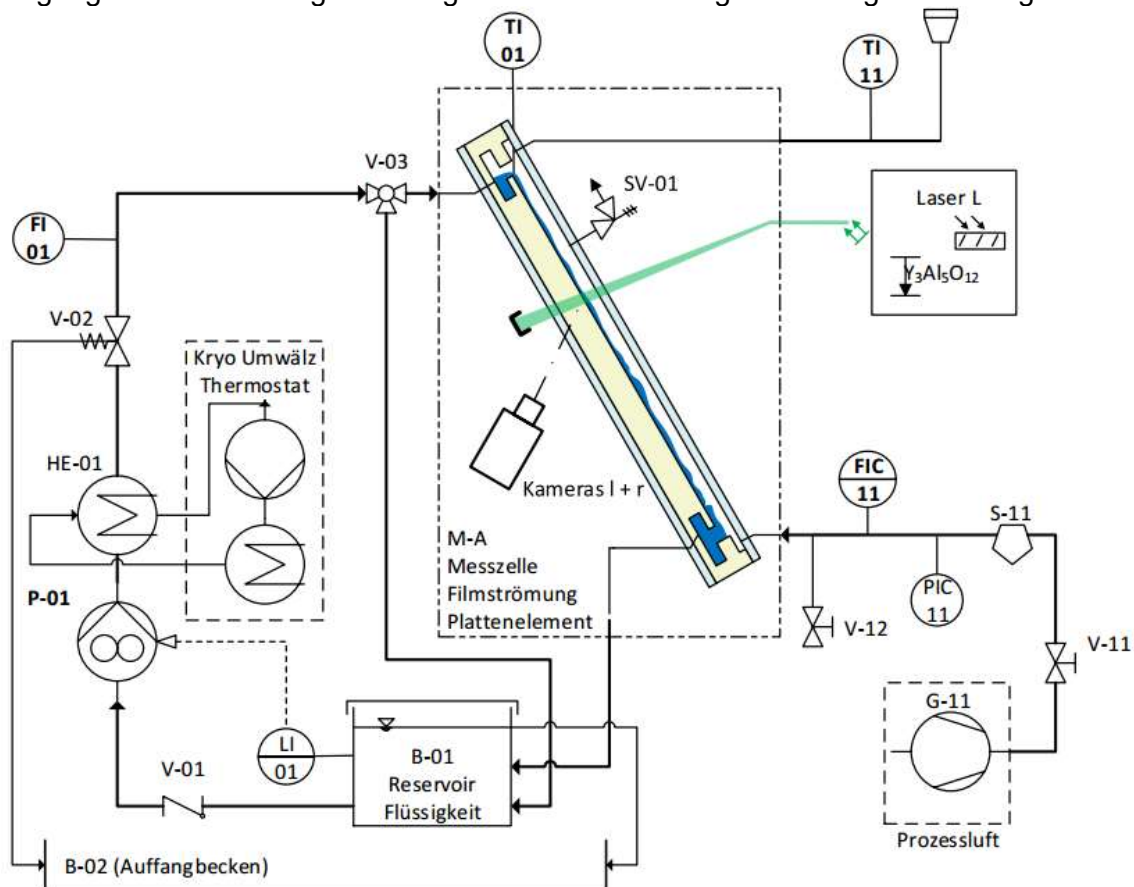 TI
01
TI
11
V-03
SV-01
Laser L
Y₃Al₅O₁₂
FI
01
V-02
Kryo Umwälz
Thermostat
HE-01
Kameras l + r
FIC
11
S-11
M-A
Messzelle
Filmströmung
Plattenelement
P-01
PIC
11
V-12
V-11
G-11
LI
01
B-01
Reservoir
Flüssigkeit
V-01
Prozessluft
B-02 (Auffangbecken)